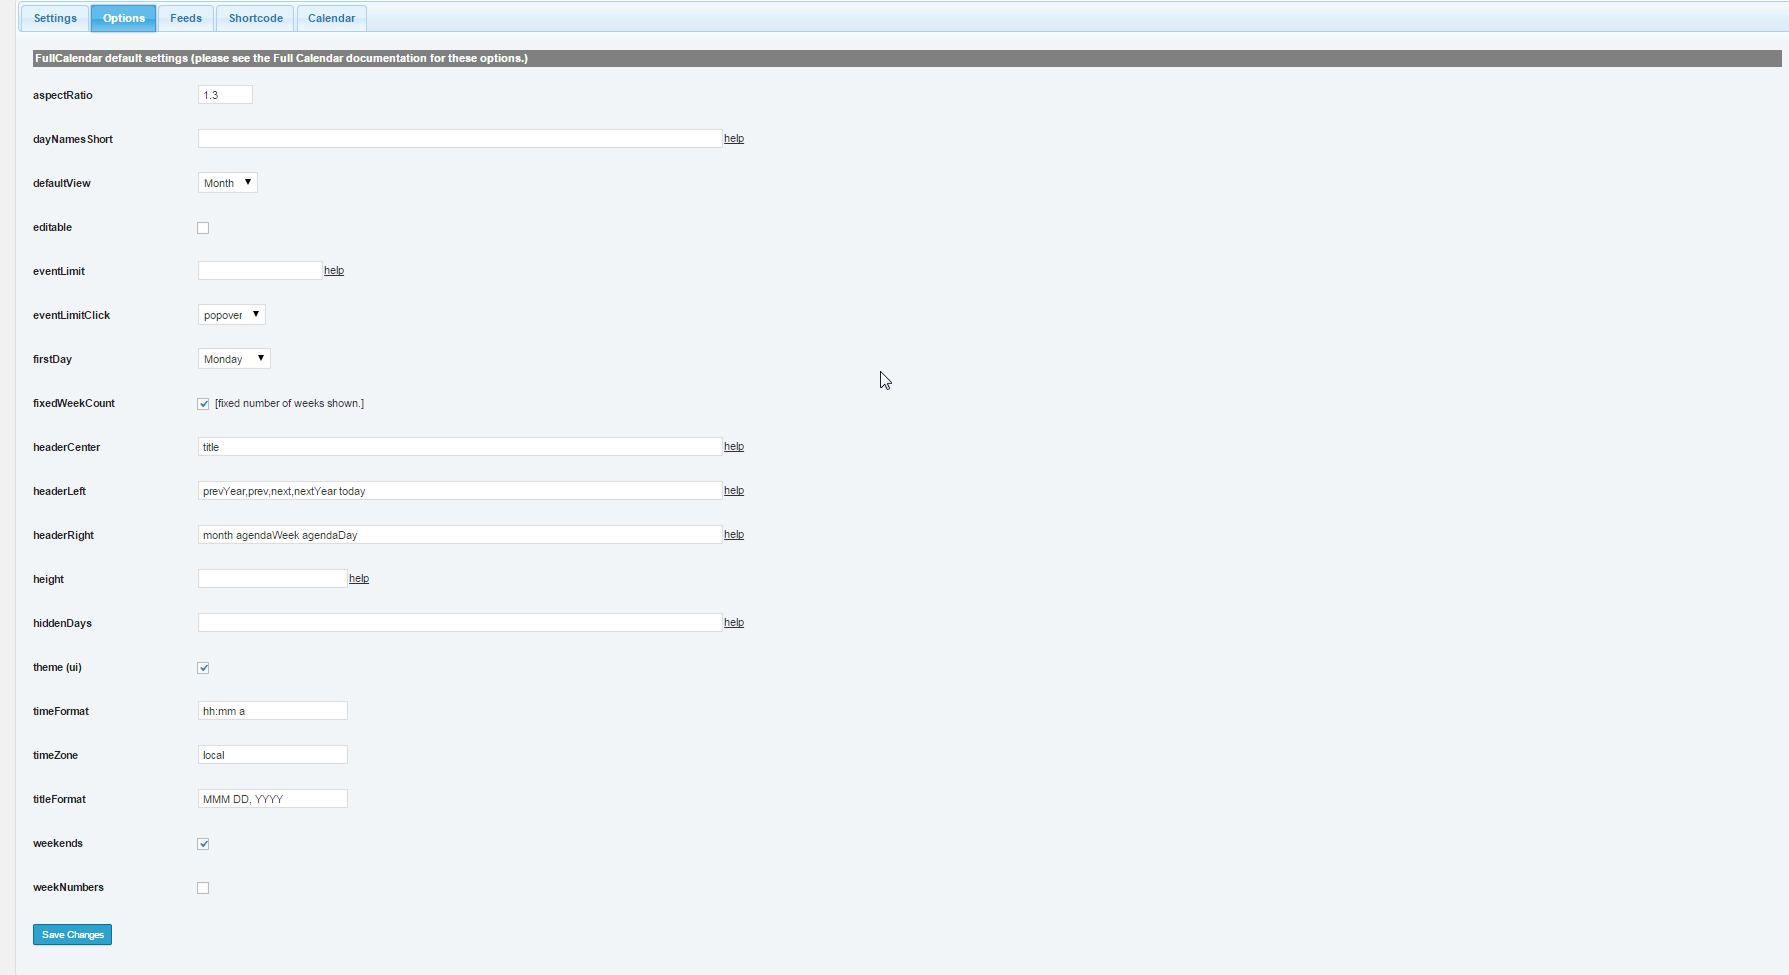 Settings Options Feeds Shortcode Calendar
FullCalendar default settings (please see the Full Calendar documentation for these options.)
aspectRatio 1.3
dayNamesShort help
defaultView Month
editable
eventLimit help
eventLimitClick popover
firstDay Monday
fixedWeekCount [fixed number of weeks shown.]
headerCenter title help
headerLeft prevYear,prev,next,nextYear today help
headerRight month agendaWeek agendaDay help
height help
hiddenDays help
theme (ui)
timeFormat hh:mm a
timeZone local
titleFormat MMM DD, YYYY
weekends
weekNumbers
Save Changes